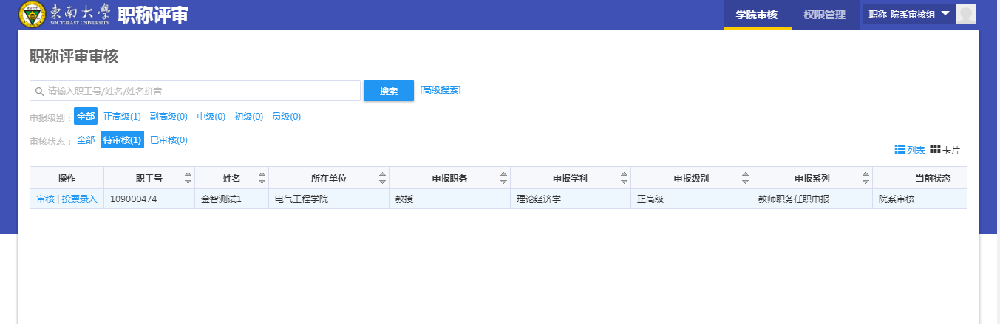 東南大學 职称评审 学院审核 权限管理 职称-院系审核组
SOUTHEAST UNIVERSITY
职称评审审核
请输入职工号/姓名/姓名拼音 搜索 [高级搜索]
申报级别： 全部 正高级(1) 副高级(0) 中级(0) 初级(0) 员级(0)
审核状态： 全部 待审核(1) 已审核(0)
列表 卡片
操作 职工号 姓名 所在单位 申报职务 申报学科 申报级别 申报系列 当前状态
审核 | 投票录入 109000474 金智测试1 电气工程学院 教授 理论经济学 正高级 教师职务任职申报 院系审核